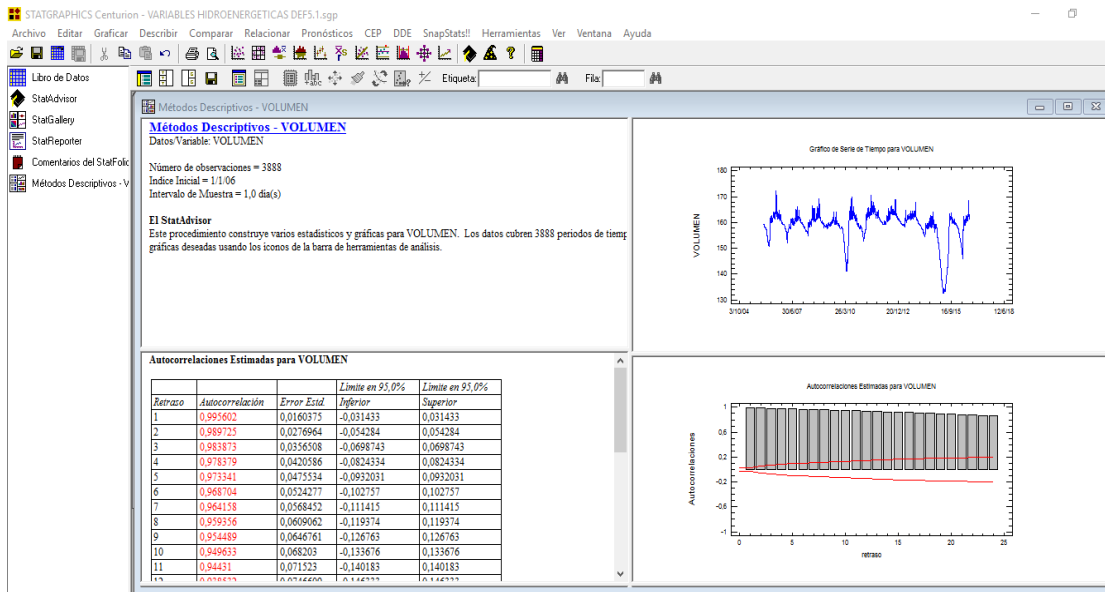 STATGRAPHICS Centurion - VARIABLES HIDROENERGETICAS DEF5.1.sgp
Archivo Editar Graficar Describir Comparar Relacionar Pronósticos CEP DDE SnapStats!! Herramientas Ver Ventana Ayuda
Libro de Datos
StatAdvisor
StatGallery
StatReporter
Comentarios del StatFolio
Métodos Descriptivos - V
Etiqueta: Fila:
Métodos Descriptivos - VOLUMEN
Métodos Descriptivos - VOLUMEN
Datos/Variable: VOLUMEN
Número de observaciones = 3888
Indice Inicial = 1/1/06
Intervalo de Muestra = 1,0 día(s)
El StatAdvisor
Este procedimiento construye varios estadísticos y gráficas para VOLUMEN. Los datos cubren 3888 periodos de tiemp
gráficas deseadas usando los iconos de la barra de herramientas de análisis.
Gráfico de Serie de Tiempo para VOLUMEN
VOLUMEN
180
170
160
150
140
130
3/10/04 30/6/07 26/3/10 20/12/12 16/9/15 12/6/18
Autocorrelaciones Estimadas para VOLUMEN
Límite en 95,0% Límite en 95,0%
Retraso Autocorrelación Error Estd. Inferior Superior
1 0,995602 0,0160375 -0,031433 0,031433
2 0,989725 0,0276964 -0,054284 0,054284
3 0,983873 0,0356508 -0,0698743 0,0698743
4 0,978379 0,0420586 -0,0824334 0,0824334
5 0,973341 0,0475534 -0,0932031 0,0932031
6 0,968704 0,0524277 -0,102757 0,102757
7 0,964158 0,0568452 -0,111415 0,111415
8 0,959356 0,0609062 -0,119374 0,119374
9 0,954489 0,0646761 -0,126763 0,126763
10 0,949633 0,068203 -0,133676 0,133676
11 0,94431 0,071523 -0,140183 0,140183
Autocorrelaciones Estimadas para VOLUMEN
Autocorrelaciones
1
0,6
0,2
-0,2
-0,6
-1
0 5 10 15 20 25
retraso